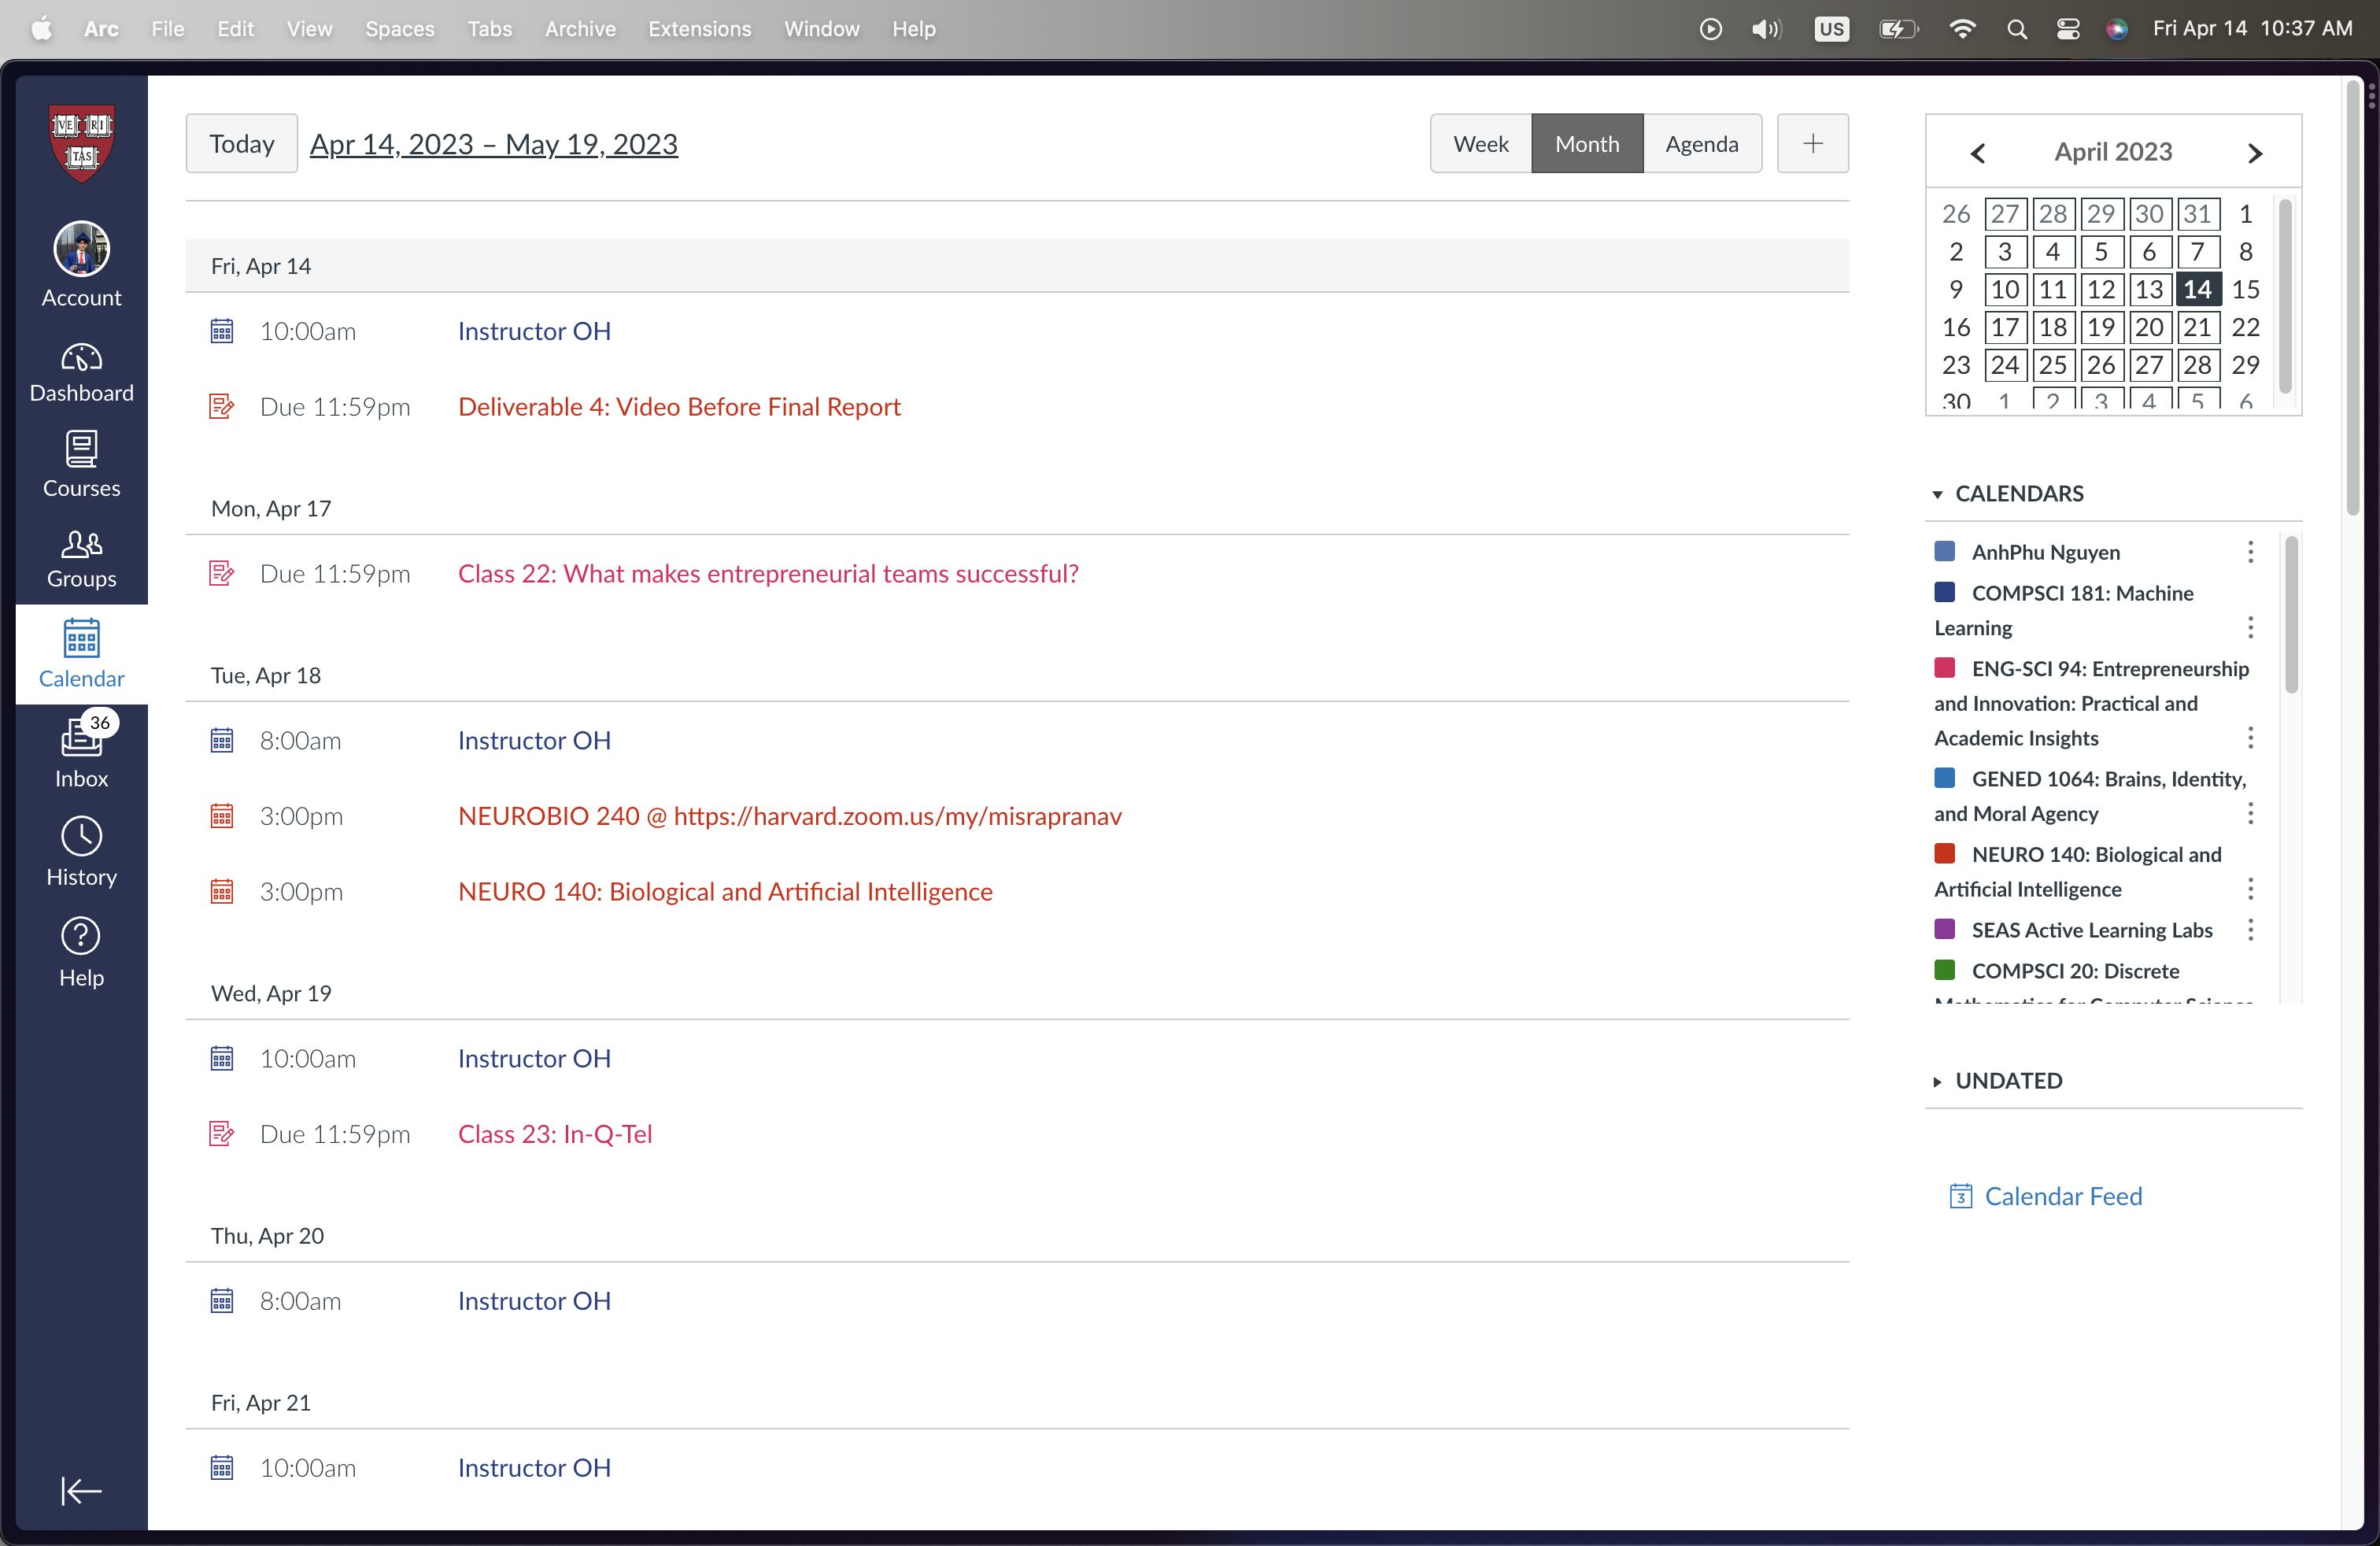 Arc File Edit View Spaces Tabs Archive Extensions Window Help
US
Fri Apr 14 10:37 AM
VE RI
TAS
Account
Dashboard
Courses
Groups
Calendar
36
Inbox
History
Help
Today
Apr 14, 2023 – May 19, 2023
Week
Month
Agenda
+
Fri, Apr 14
10:00am Instructor OH
Due 11:59pm Deliverable 4: Video Before Final Report
Mon, Apr 17
Due 11:59pm Class 22: What makes entrepreneurial teams successful?
Tue, Apr 18
8:00am Instructor OH
3:00pm NEUROBIO 240 @ https://harvard.zoom.us/my/misrapranav
3:00pm NEURO 140: Biological and Artificial Intelligence
Wed, Apr 19
10:00am Instructor OH
Due 11:59pm Class 23: In-Q-Tel
Thu, Apr 20
8:00am Instructor OH
Fri, Apr 21
10:00am Instructor OH
April 2023
26 27 28 29 30 31 1
2 3 4 5 6 7 8
9 10 11 12 13 14 15
16 17 18 19 20 21 22
23 24 25 26 27 28 29
30 1 2 3 4 5 6
CALENDARS
AnhPhu Nguyen
COMPSCI 181: Machine
Learning
ENG-SCI 94: Entrepreneurship
and Innovation: Practical and
Academic Insights
GENED 1064: Brains, Identity,
and Moral Agency
NEURO 140: Biological and
Artificial Intelligence
SEAS Active Learning Labs
COMPSCI 20: Discrete
Mathematics for Computer Science
UNDATED
3
Calendar Feed